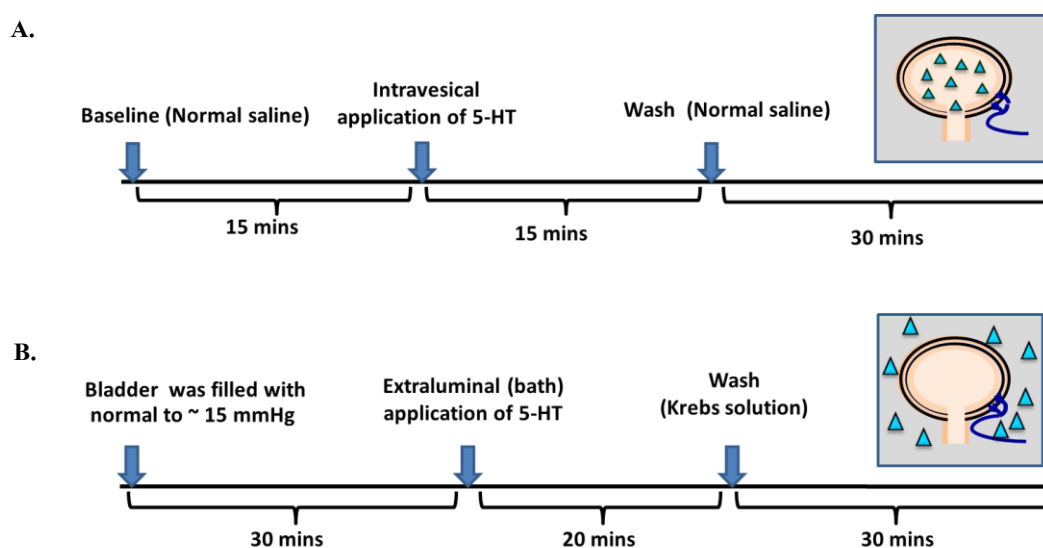 A.
Baseline (Normal saline)
Intravesical
application of 5-HT
Wash (Normal saline)
15 mins
15 mins
30 mins
B.
Bladder was filled with
normal to ~ 15 mmHg
Extraluminal (bath)
application of 5-HT
Wash
(Krebs solution)
30 mins
20 mins
30 mins